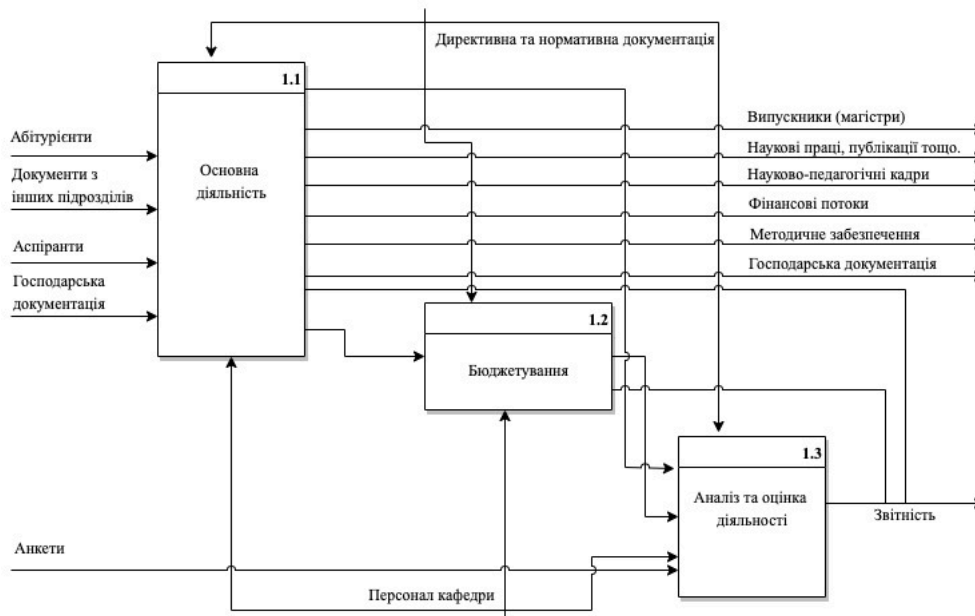 Директивна та нормативна документація
1.1
Випускники (магістри)
Абітурієнти
Наукові праці, публікації тощо.
Основна
діяльність
Документи з
інших підрозділів
Науково-педагогічні кадри
Фінансові потоки
Методичне забезпечення
Аспіранти
Господарська документація
Господарська
документація
1.2
Бюджетування
1.3
Аналіз та оцінка
діяльності
Звітність
Анкети
Персонал кафедри